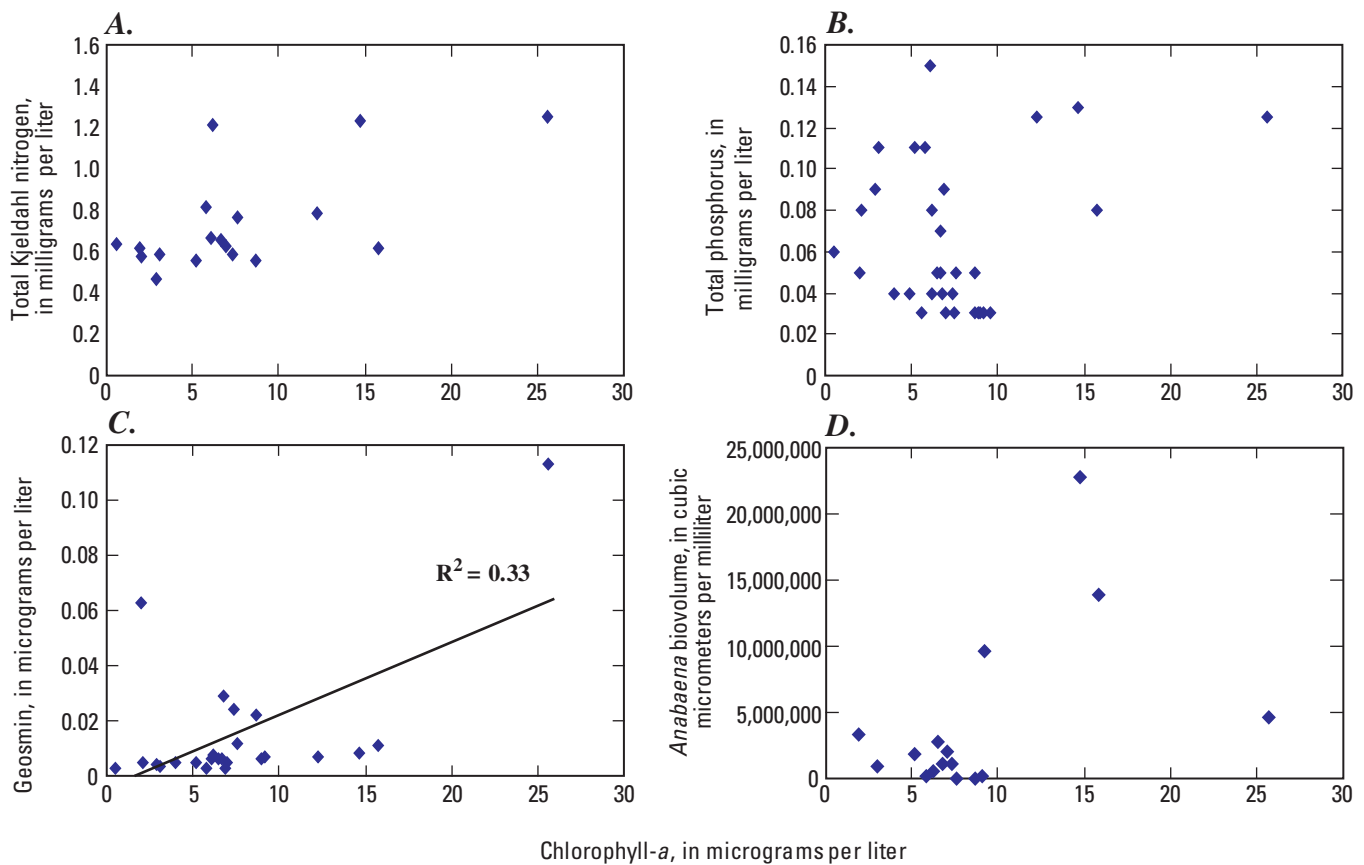 A.
Total Kjeldahl nitrogen,
in milligrams per liter
1.6
1.4
1.2
1.0
0.8
0.6
0.4
0.2
0
0 5 10 15 20 25 30
B.
Total phosphorus, in
milligrams per liter
0.16
0.14
0.12
0.10
0.08
0.06
0.04
0.02
0
0 5 10 15 20 25 30
C.
Geosmin, in micrograms per liter
0.12
0.10
0.08
0.06
0.04
0.02
0
R² = 0.33
0 5 10 15 20 25 30
D.
Anabaena biovolume, in cubic
micrometers per milliliter
25,000,000
20,000,000
15,000,000
10,000,000
5,000,000
0
0 5 10 15 20 25 30
Chlorophyll-a, in micrograms per liter